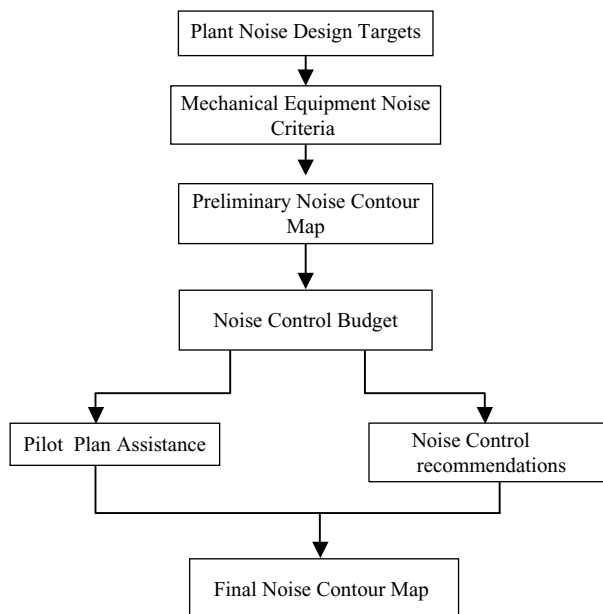 Plant Noise Design Targets
Mechanical Equipment Noise
Criteria
Preliminary Noise Contour
Map
Noise Control Budget
Pilot Plan Assistance
Noise Control
recommendations
Final Noise Contour Map